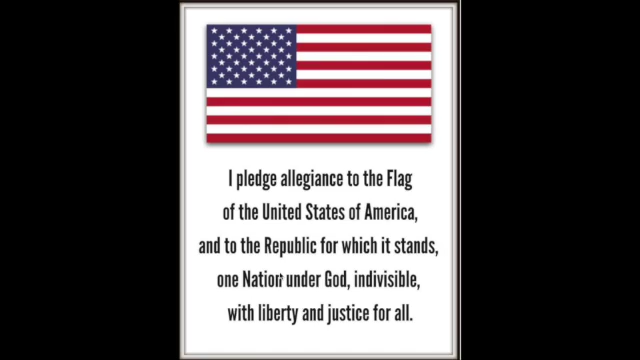 I pledge allegiance to the Flag
of the United States of America,
and to the Republic for which it stands,
one Nation under God, indivisible,
with liberty and justice for all.